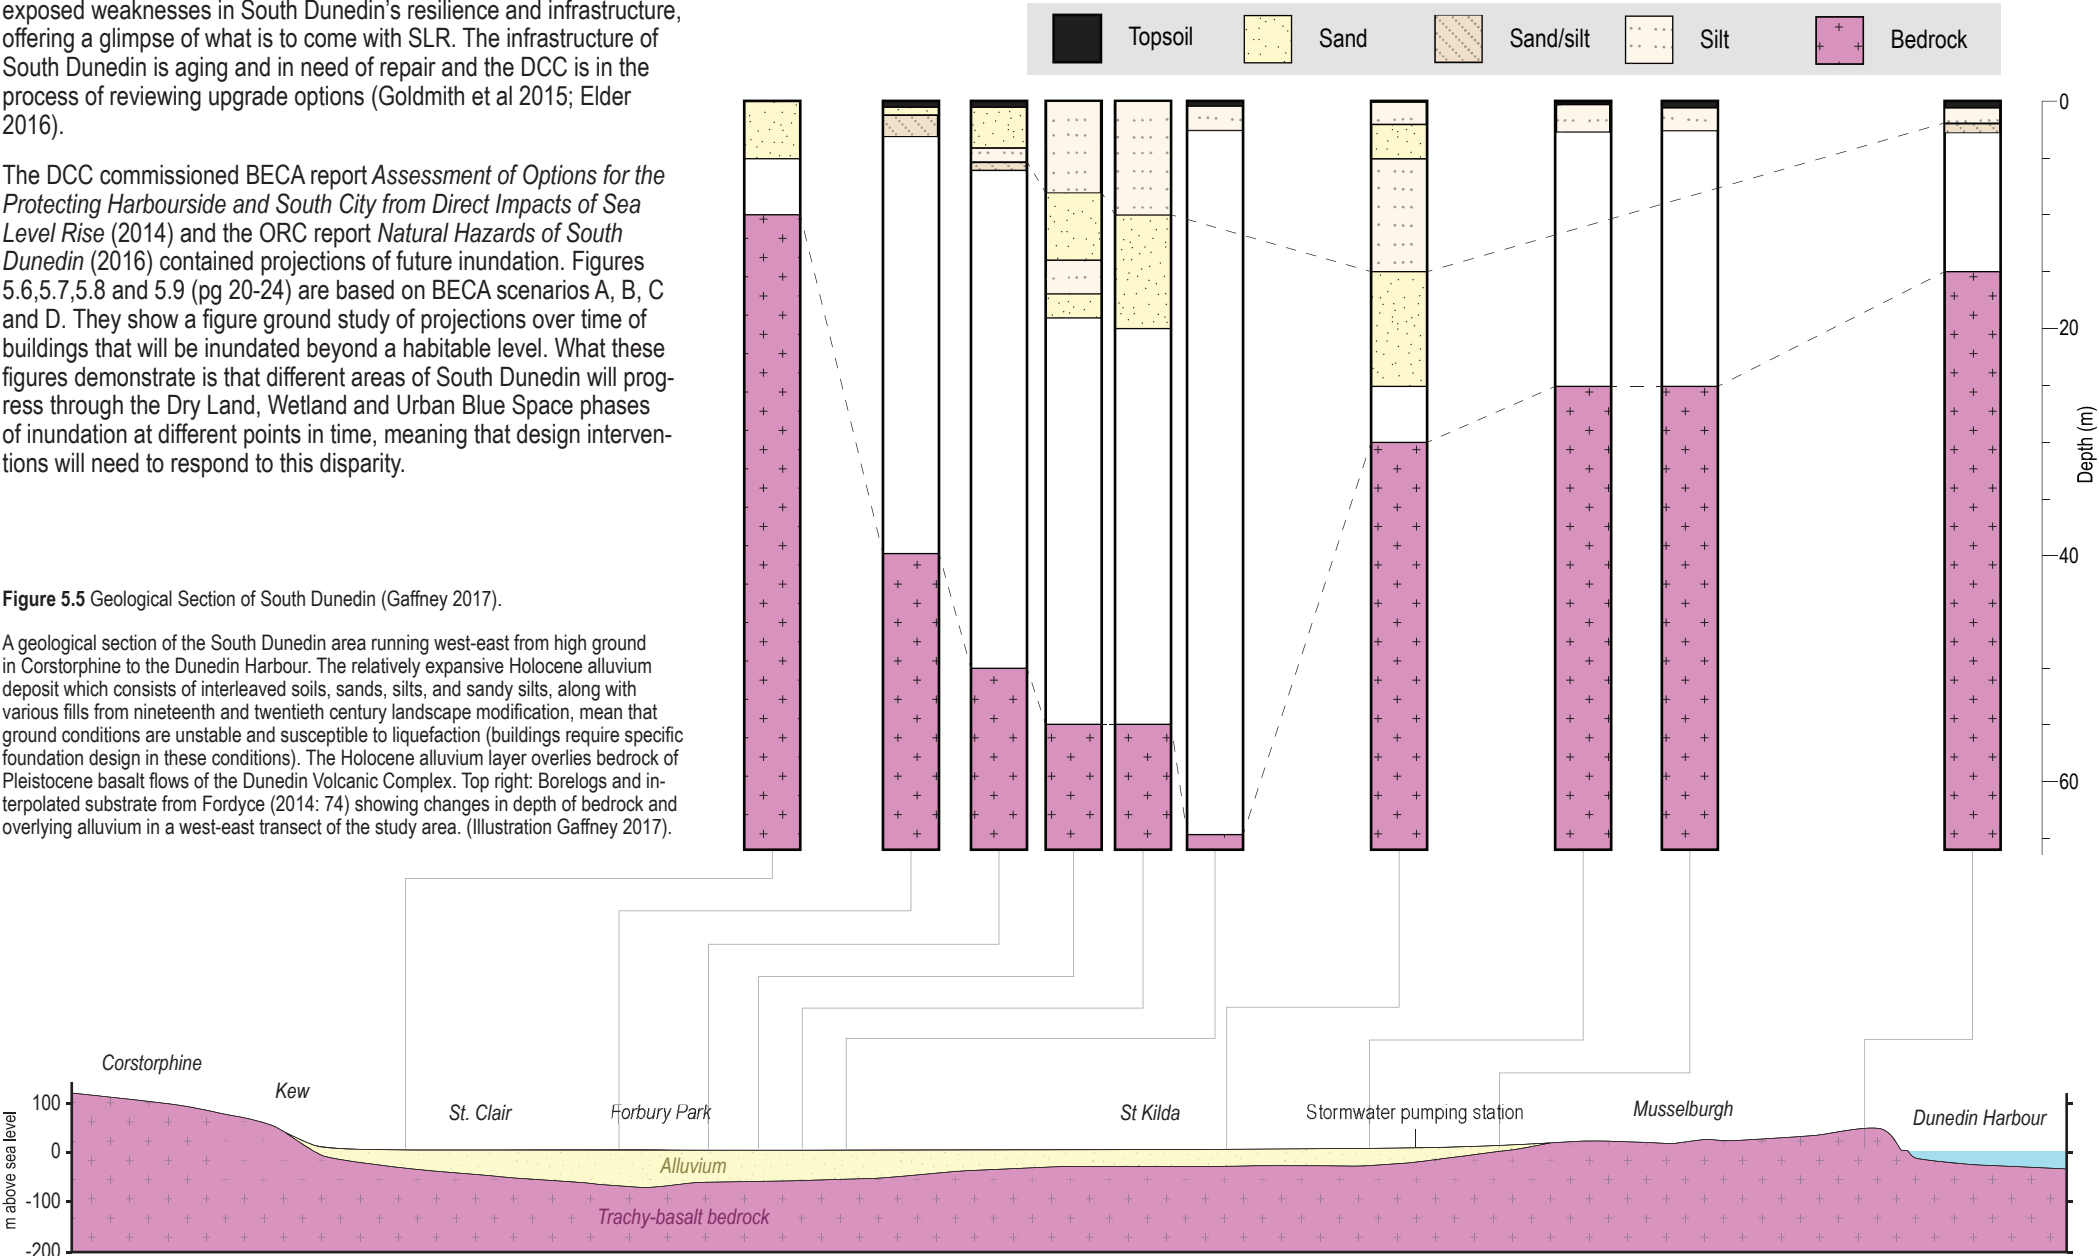 exposed weaknesses in South Dunedin’s resilience and infrastructure,
offering a glimpse of what is to come with SLR. The infrastructure of
South Dunedin is aging and in need of repair and the DCC is in the
process of reviewing upgrade options (Goldmith et al 2015; Elder
2016).
The DCC commissioned BECA report Assessment of Options for the
Protecting Harbourside and South City from Direct Impacts of Sea
Level Rise (2014) and the ORC report Natural Hazards of South
Dunedin (2016) contained projections of future inundation. Figures
5.6,5.7,5.8 and 5.9 (pg 20-24) are based on BECA scenarios A, B, C
and D. They show a figure ground study of projections over time of
buildings that will be inundated beyond a habitable level. What these
figures demonstrate is that different areas of South Dunedin will prog-
ress through the Dry Land, Wetland and Urban Blue Space phases
of inundation at different points in time, meaning that design interven-
tions will need to respond to this disparity.
Figure 5.5 Geological Section of South Dunedin (Gaffney 2017).
A geological section of the South Dunedin area running west-east from high ground
in Corstorphine to the Dunedin Harbour. The relatively expansive Holocene alluvium
deposit which consists of interleaved soils, sands, silts, and sandy silts, along with
various fills from nineteenth and twentieth century landscape modification, mean that
ground conditions are unstable and susceptible to liquefaction (buildings require specific
foundation design in these conditions). The Holocene alluvium layer overlies bedrock of
Pleistocene basalt flows of the Dunedin Volcanic Complex. Top right: Borelogs and in-
terpolated substrate from Fordyce (2014: 74) showing changes in depth of bedrock and
overlying alluvium in a west-east transect of the study area. (Illustration Gaffney 2017).
Topsoil Sand Sand/silt Silt Bedrock
0
20
40
60
Depth (m)
Corstorphine
Kew
St. Clair
Forbury Park
St Kilda
Stormwater pumping station
Musselburgh
Dunedin Harbour
Alluvium
Trachy-basalt bedrock
m above sea level
100
0
-100
-200